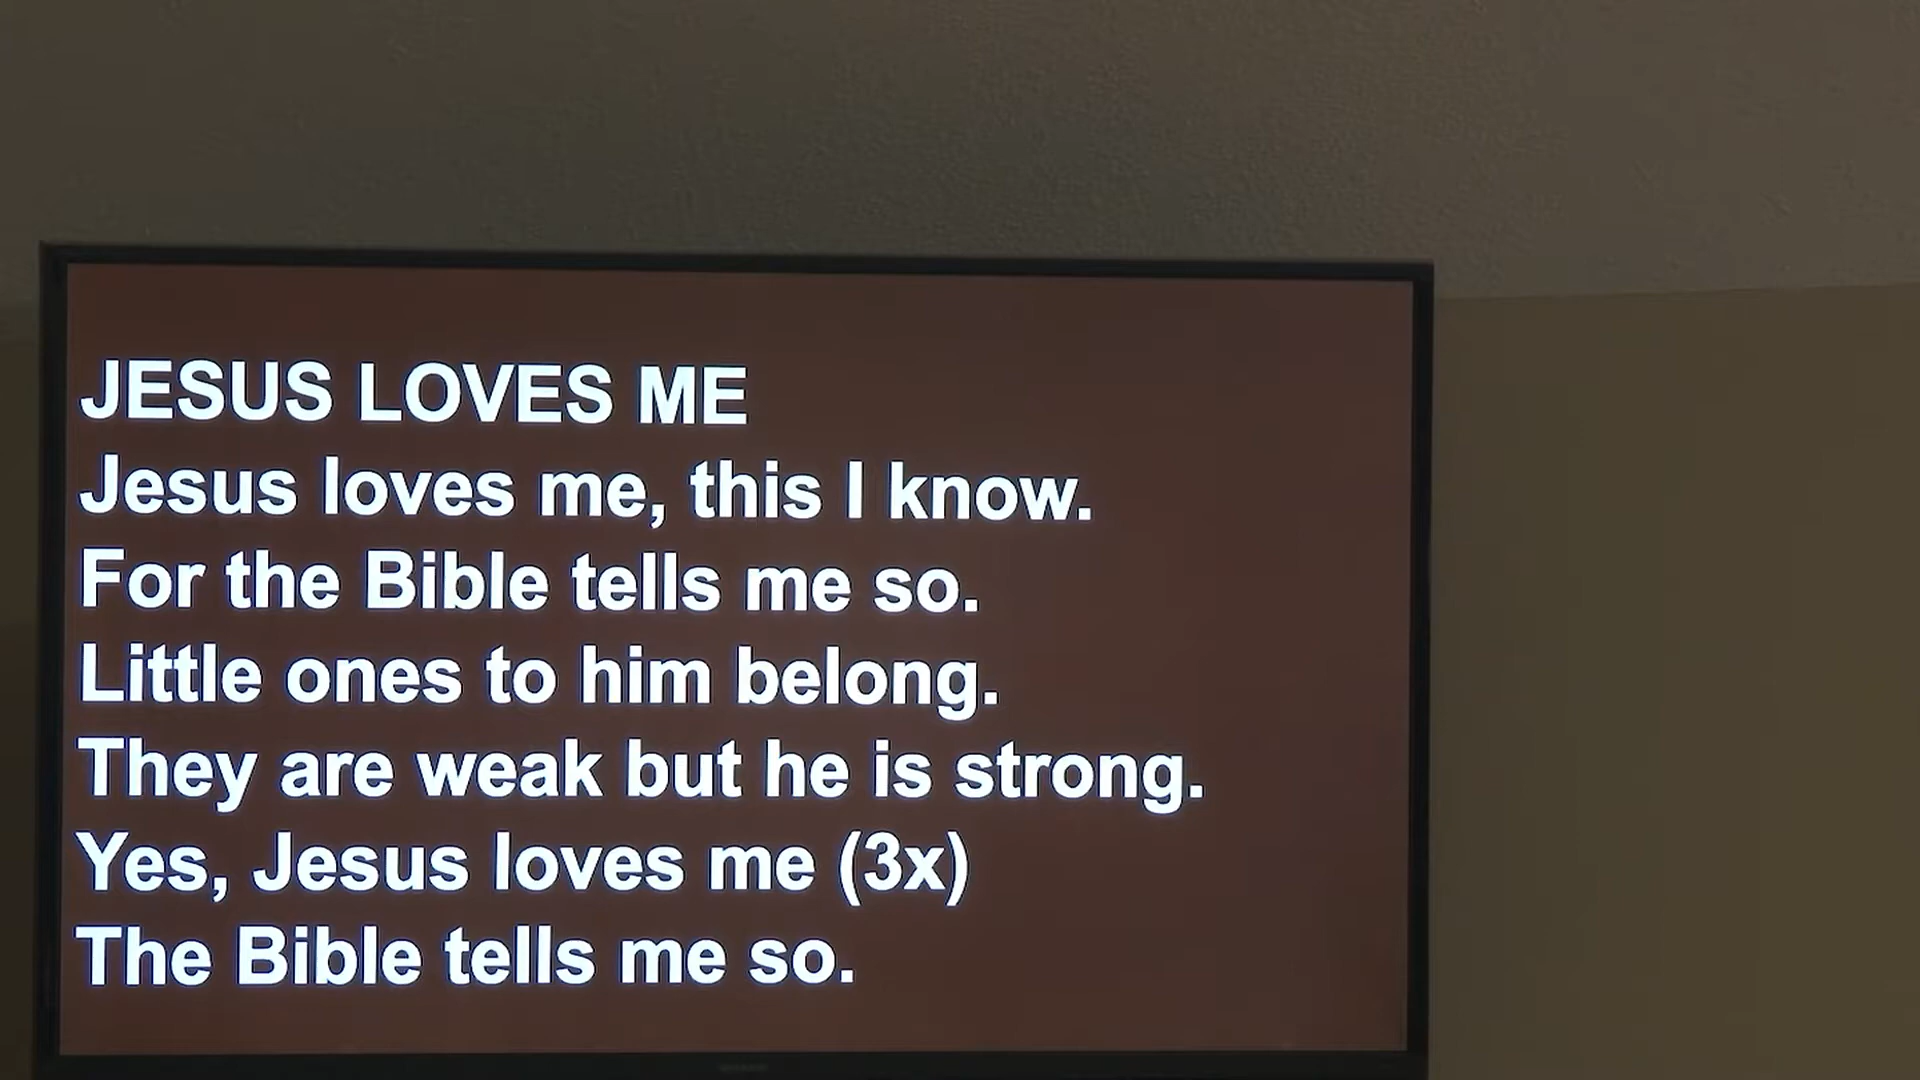 JESUS LOVES ME
Jesus loves me, this I know.
For the Bible tells me so.
Little ones to him belong.
They are weak but he is strong.
Yes, Jesus loves me (3x)
The Bible tells me so.